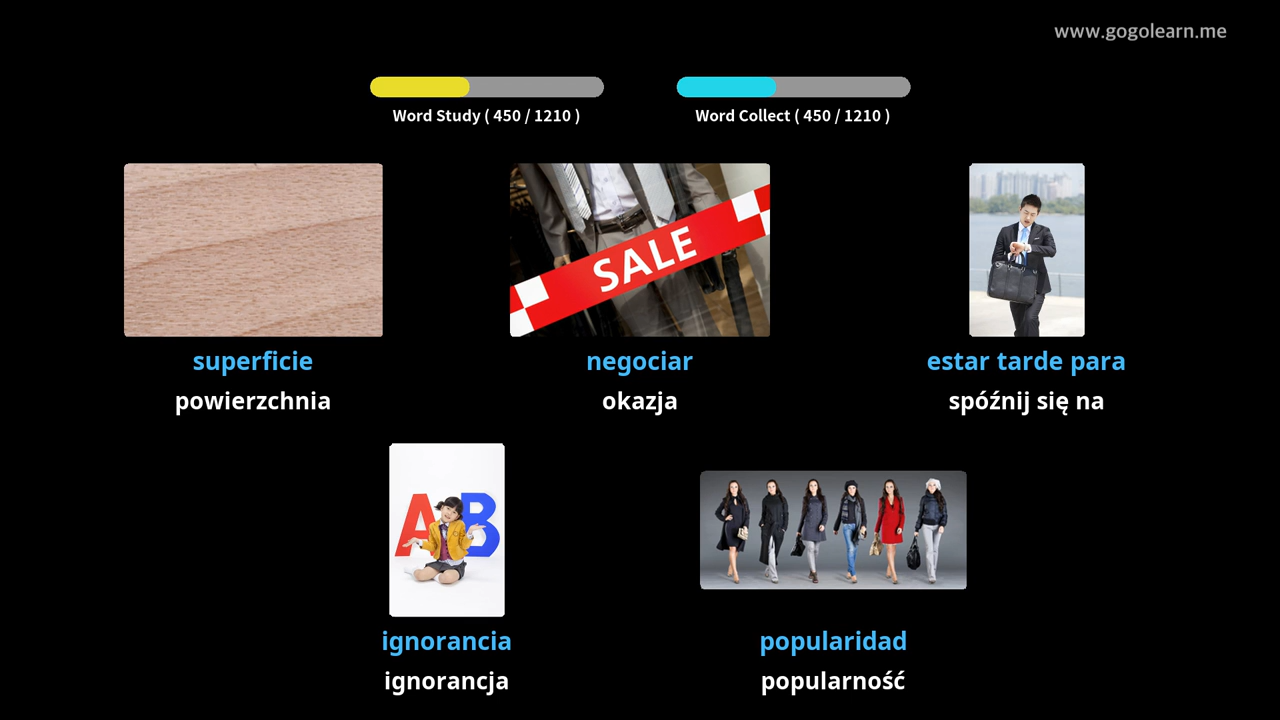 www.gogolearn.me
Word Study ( 450 / 1210 )
Word Collect ( 450 / 1210 )
SALE
superficie
negociar
estar tarde para
powierzchnia
okazja
spóźnij się na
A B
ignorancia
popularidad
ignorancja
popularność